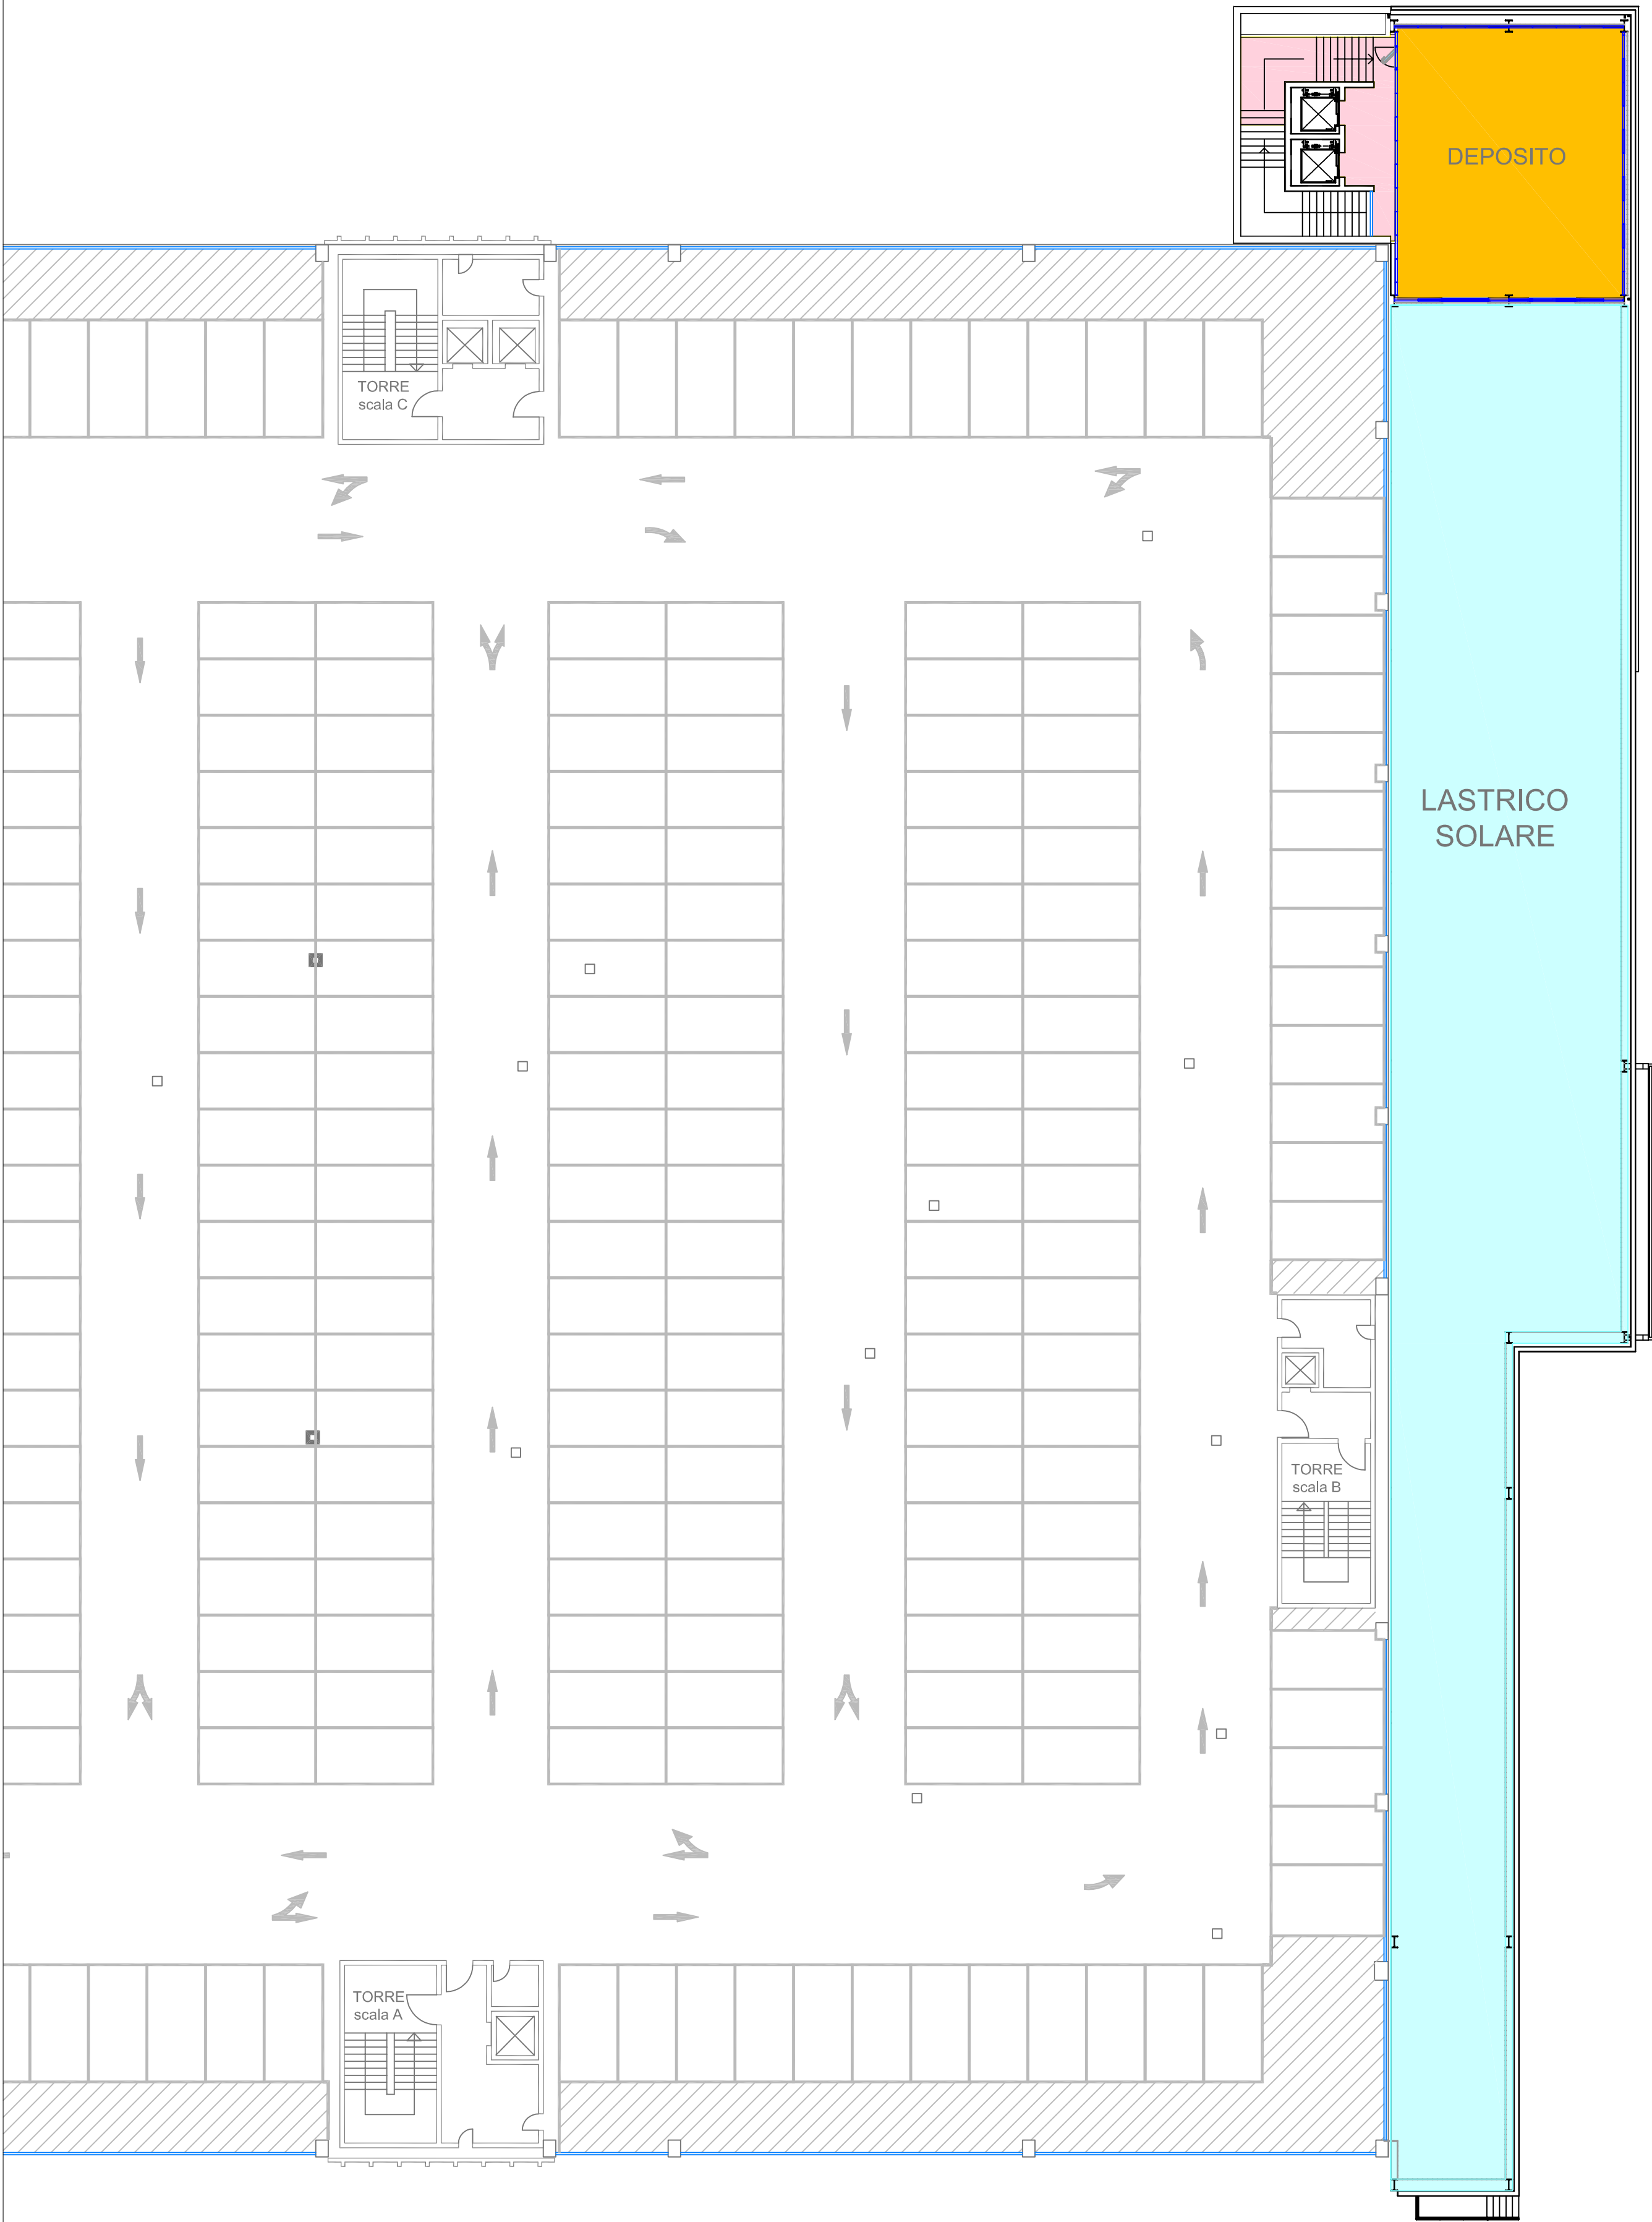 DEPOSITO
TORRE
scala C
LASTRICO
SOLARE
TORRE
scala B
TORRE
scala A